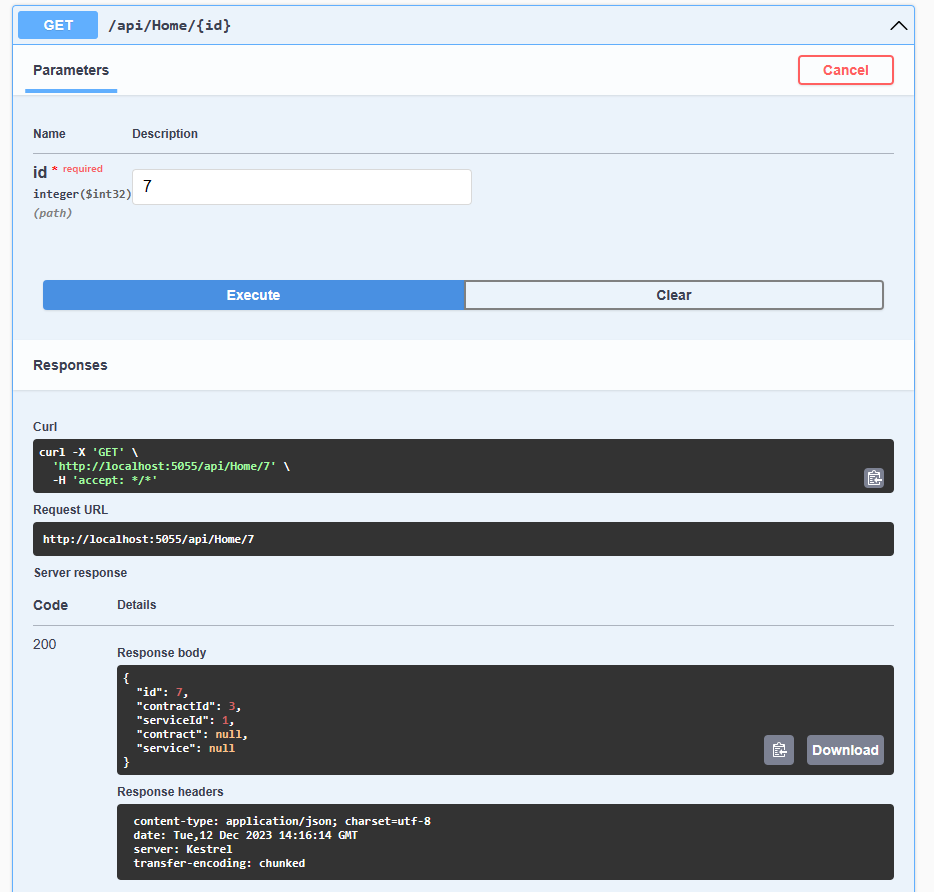 GET /api/Home/{id}
Parameters
Cancel
Name Description
id * required
integer($int32)
(path)
7
Execute Clear
Responses
Curl
curl -X 'GET' \
  'http://localhost:5055/api/Home/7' \
  -H 'accept: */*'
Request URL
http://localhost:5055/api/Home/7
Server response
Code Details
200
Response body
{
  "id": 7,
  "contractId": 3,
  "serviceId": 1,
  "contract": null,
  "service": null
}
Download
Response headers
content-type: application/json; charset=utf-8
date: Tue,12 Dec 2023 14:16:14 GMT
server: Kestrel
transfer-encoding: chunked